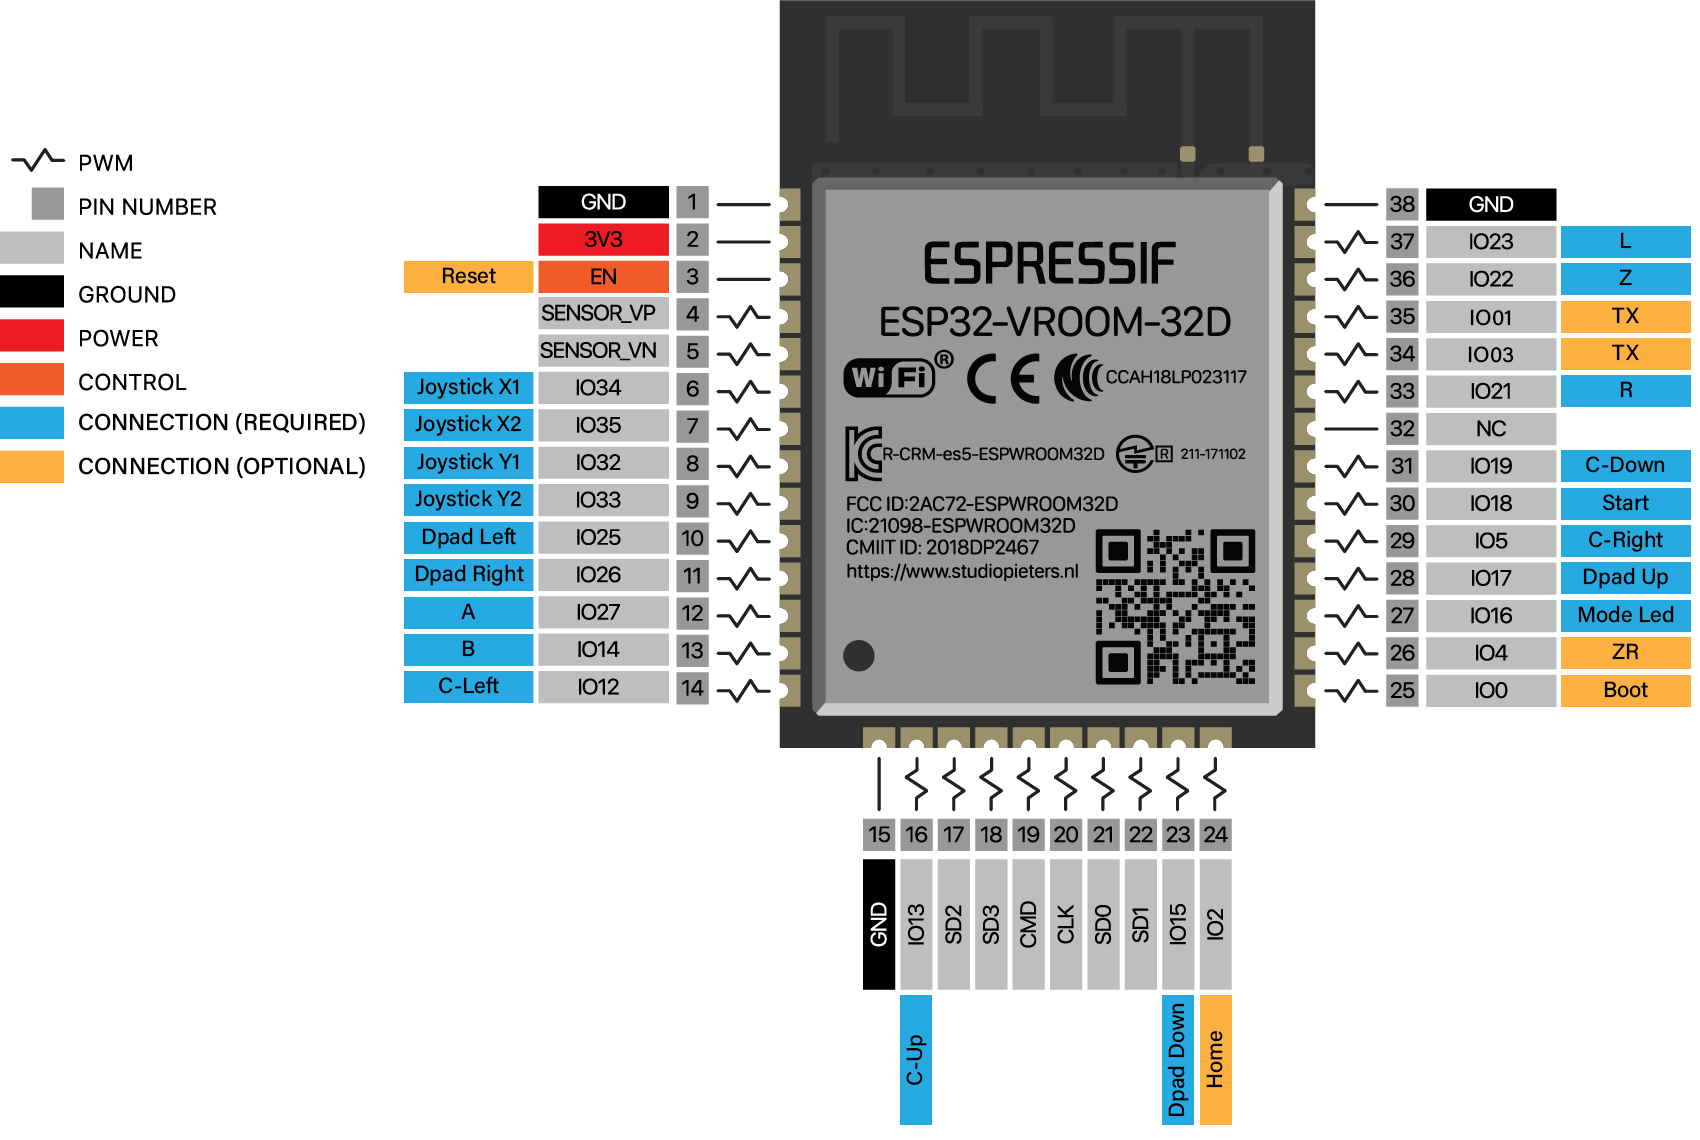 PWM
PIN NUMBER
NAME
GROUND
POWER
CONTROL
CONNECTION (REQUIRED)
CONNECTION (OPTIONAL)
GND 1
3V3 2
Reset EN 3
SENSOR_VP 4
SENSOR_VN 5
Joystick X1 IO34 6
Joystick X2 IO35 7
Joystick Y1 IO32 8
Joystick Y2 IO33 9
Dpad Left IO25 10
Dpad Right IO26 11
A IO27 12
B IO14 13
C-Left IO12 14
ESPRESSIF
ESP32-VROOM-32D
WiFi® CE CCAH18LP023117
R-CRM-es5-ESPWROOM32D R 211-171102
FCC ID:2AC72-ESPWROOM32D
IC:21098-ESPWROOM32D
CMIIT ID: 2018DP2467
https://www.studiopieters.nl
38 GND
37 IO23 L
36 IO22 Z
35 IO01 TX
34 IO03 TX
33 IO21 R
32 NC
31 IO19 C-Down
30 IO18 Start
29 IO5 C-Right
28 IO17 Dpad Up
27 IO16 Mode Led
26 IO4 ZR
25 IO0 Boot
15 16 17 18 19 20 21 22 23 24
GND IO13 SD2 SD3 CMD CLK SD0 SD1 IO15 IO2
C-Up Dpad Down Home